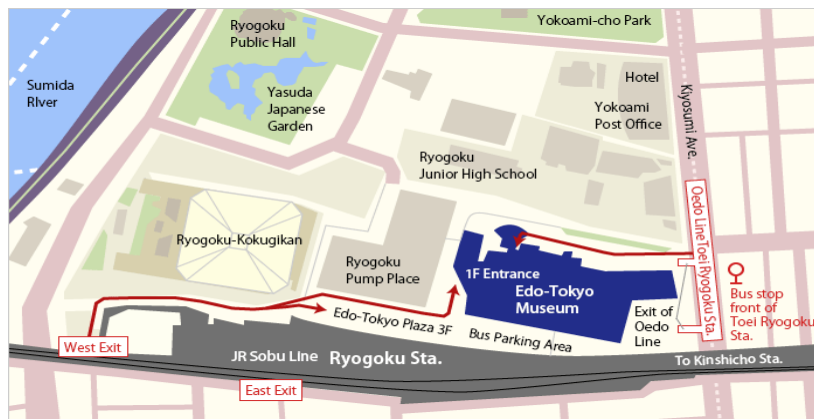 Ryogoku
Public Hall
Yokoami-cho Park
Sumida
RIver
Yasuda
Japanese
Garden
Hotel
Yokoami
Post Office
Kiyosumi Ave.
Ryogoku
Junior High School
Oedo LineToei Ryogoku Sta.
Ryogoku-Kokugikan
Ryogoku
Pump Place
1F Entrance
Edo-Tokyo
Museum
Bus stop
front of
Toei Ryogoku
Sta.
Exit of
Oedo
Line
Edo-Tokyo Plaza 3F
Bus Parking Area
West Exit
JR Sobu LIne
Ryogoku Sta.
To Kinshicho Sta.
East Exit